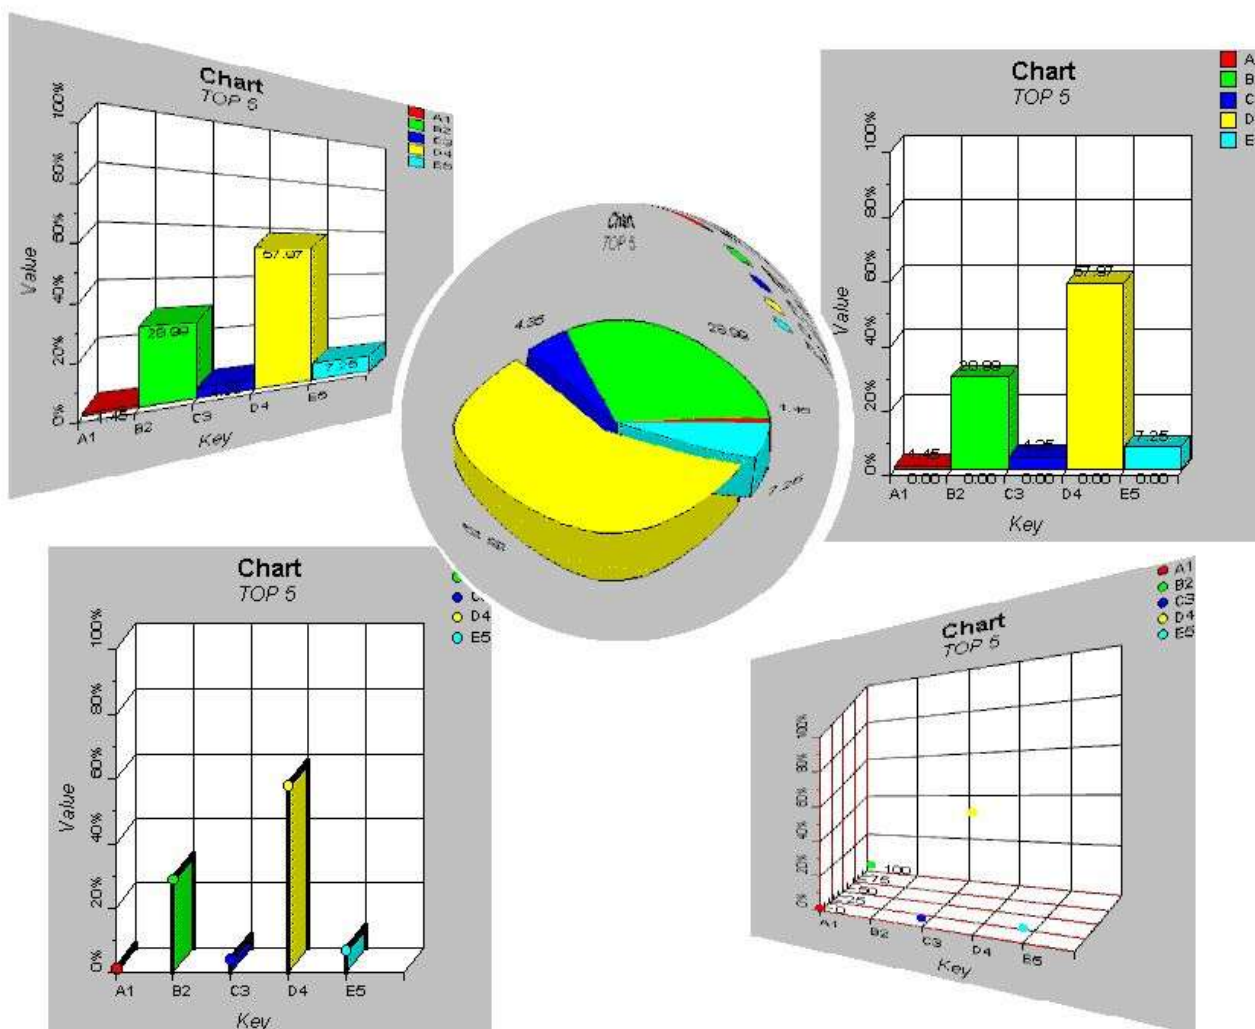 Chart
TOP 5
A1
B2
C3
D4
E5
100%
80%
60%
40%
20%
0%
Value
1.45
28.99
57.97
7.25
A1
B2
C3
D4
E5
Key
Chart
TOP 5
4.35
28.99
1.45
7.25
Chart
TOP 5
A
B
C
D
E
100%
80%
60%
40%
20%
0%
Value
1.45
28.99
4.35
57.97
7.25
0.00
0.00
0.00
0.00
0.00
A1
B2
C3
D4
E5
Key
Chart
TOP 5
D4
E5
100%
80%
60%
40%
20%
0%
Value
A1
B2
C3
D4
E5
Key
Chart
TOP 5
A1
B2
C3
D4
E5
100%
80%
60%
40%
20%
0%
100
75
25
A1
B2
C3
D4
E5
Key